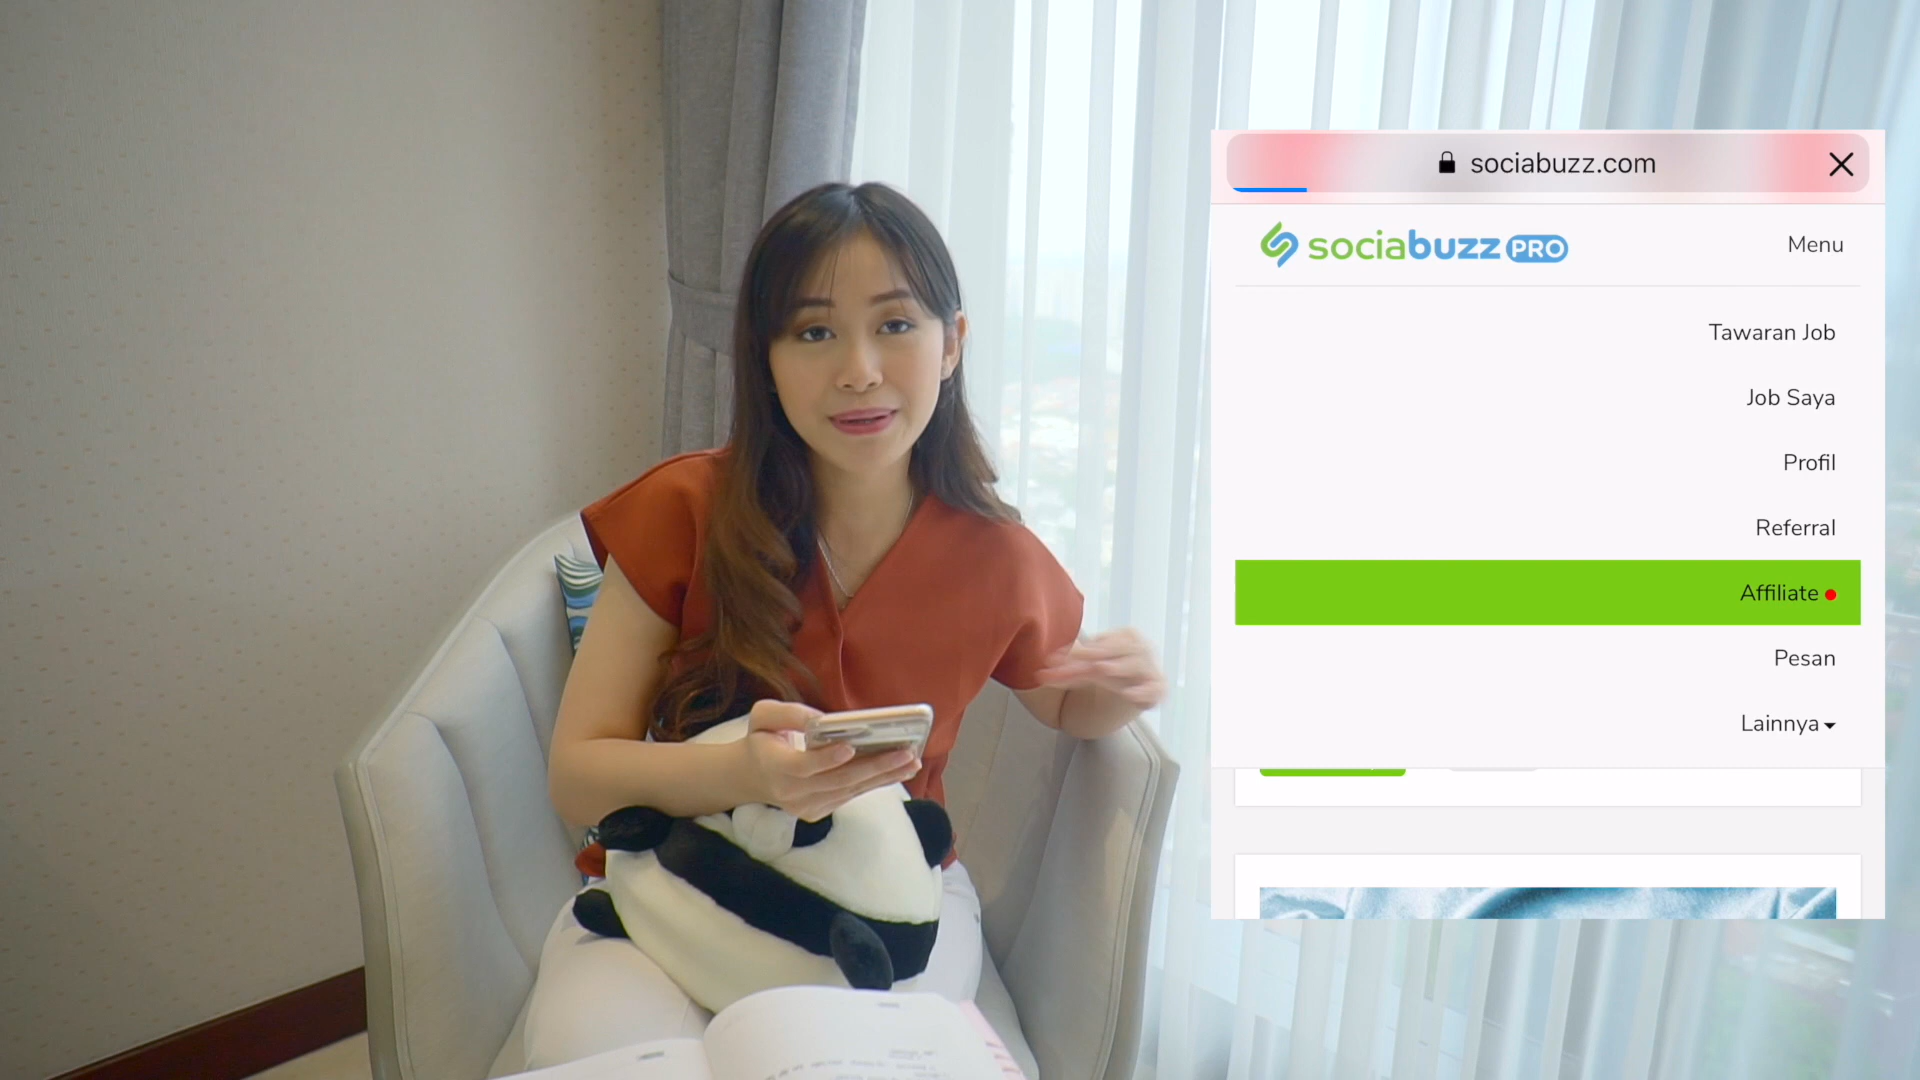 sociabuzz.com
sociabuzz PRO
Menu
Tawaran Job
Job Saya
Profil
Referral
Affiliate
Pesan
Lainnya